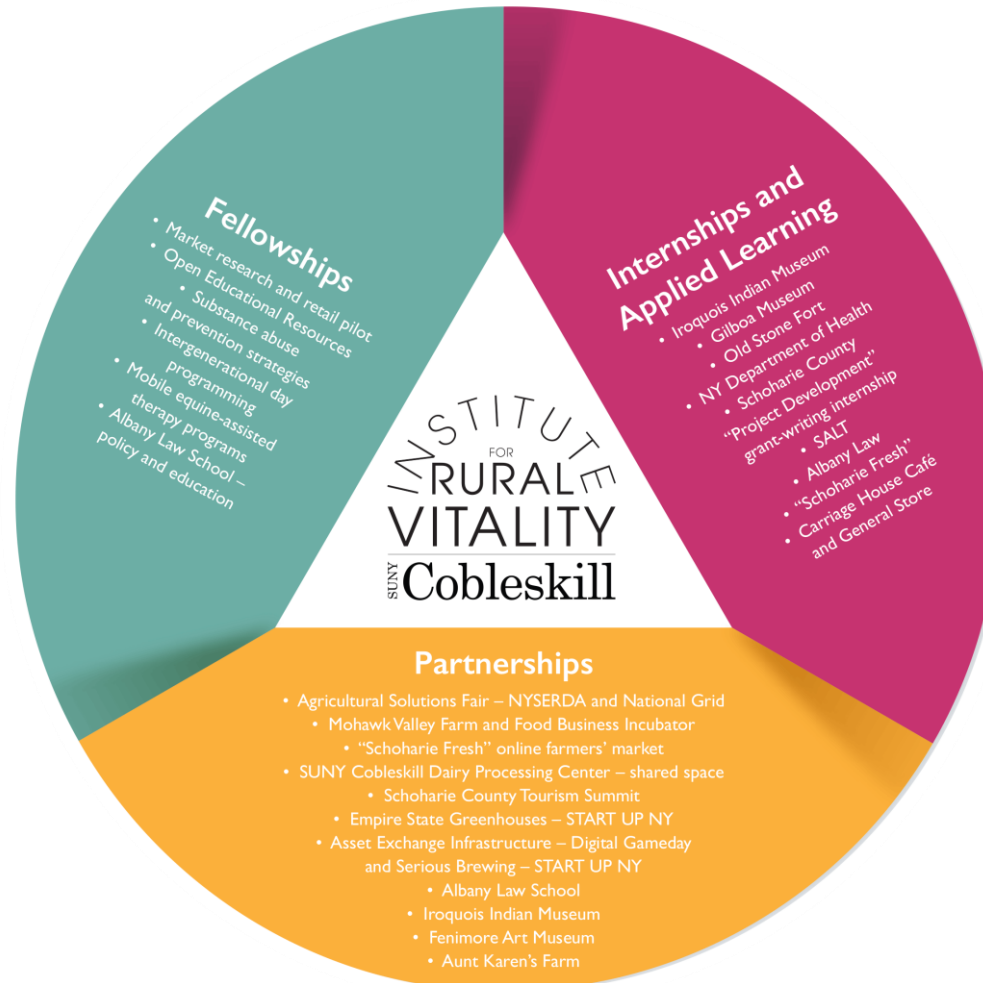 Fellowships
• Market research and retail pilot
• Open Educational Resources
• Substance abuse
and prevention strategies
• Intergenerational day
programming
• Mobile equine-assisted
therapy programs
• Albany Law School –
policy and education
Internships and
Applied Learning
• Iroquois Indian Museum
• Gilboa Museum
• Old Stone Fort
• NY Department of Health
• Schoharie County
“Project Development”
grant-writing internship
• SALT
• Albany Law
• “Schoharie Fresh”
• Carriage House Café
and General Store
INSTITUTE
FOR
RURAL
VITALITY
SUNY Cobleskill
Partnerships
• Agricultural Solutions Fair – NYSERDA and National Grid
• Mohawk Valley Farm and Food Business Incubator
• “Schoharie Fresh” online farmers’ market
• SUNY Cobleskill Dairy Processing Center – shared space
• Schoharie County Tourism Summit
• Empire State Greenhouses – START UP NY
• Asset Exchange Infrastructure – Digital Gameday
and Serious Brewing – START UP NY
• Albany Law School
• Iroquois Indian Museum
• Fenimore Art Museum
• Aunt Karen’s Farm